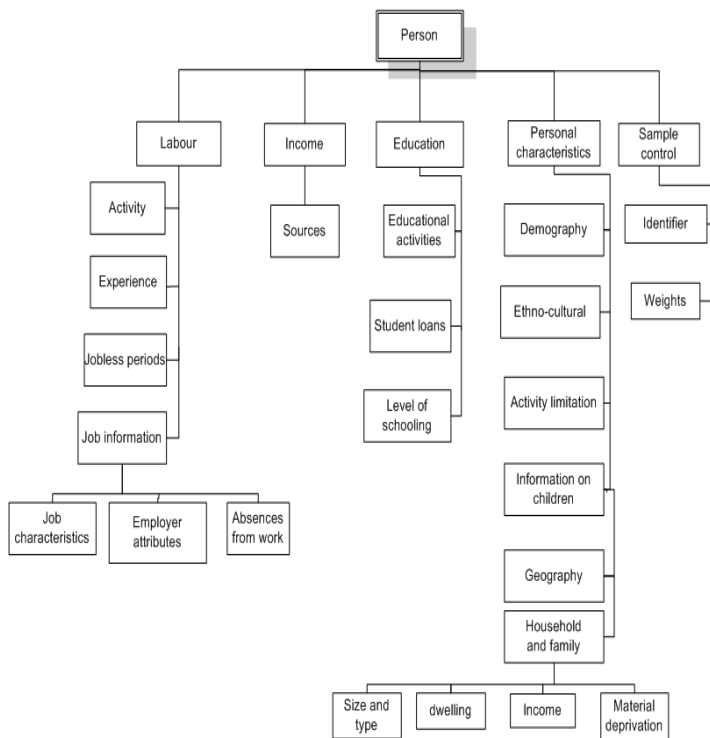 Person
Labour
Income
Education
Personal
characteristics
Sample
control
Activity
Experience
Jobless periods
Job information
Job
characteristics
Employer
attributes
Absences
from work
Sources
Educational
activities
Student loans
Level of
schooling
Demography
Ethno-cultural
Activity limitation
Information on
children
Geography
Household
and family
Size and
type
dwelling
Income
Material
deprivation
Identifier
Weights